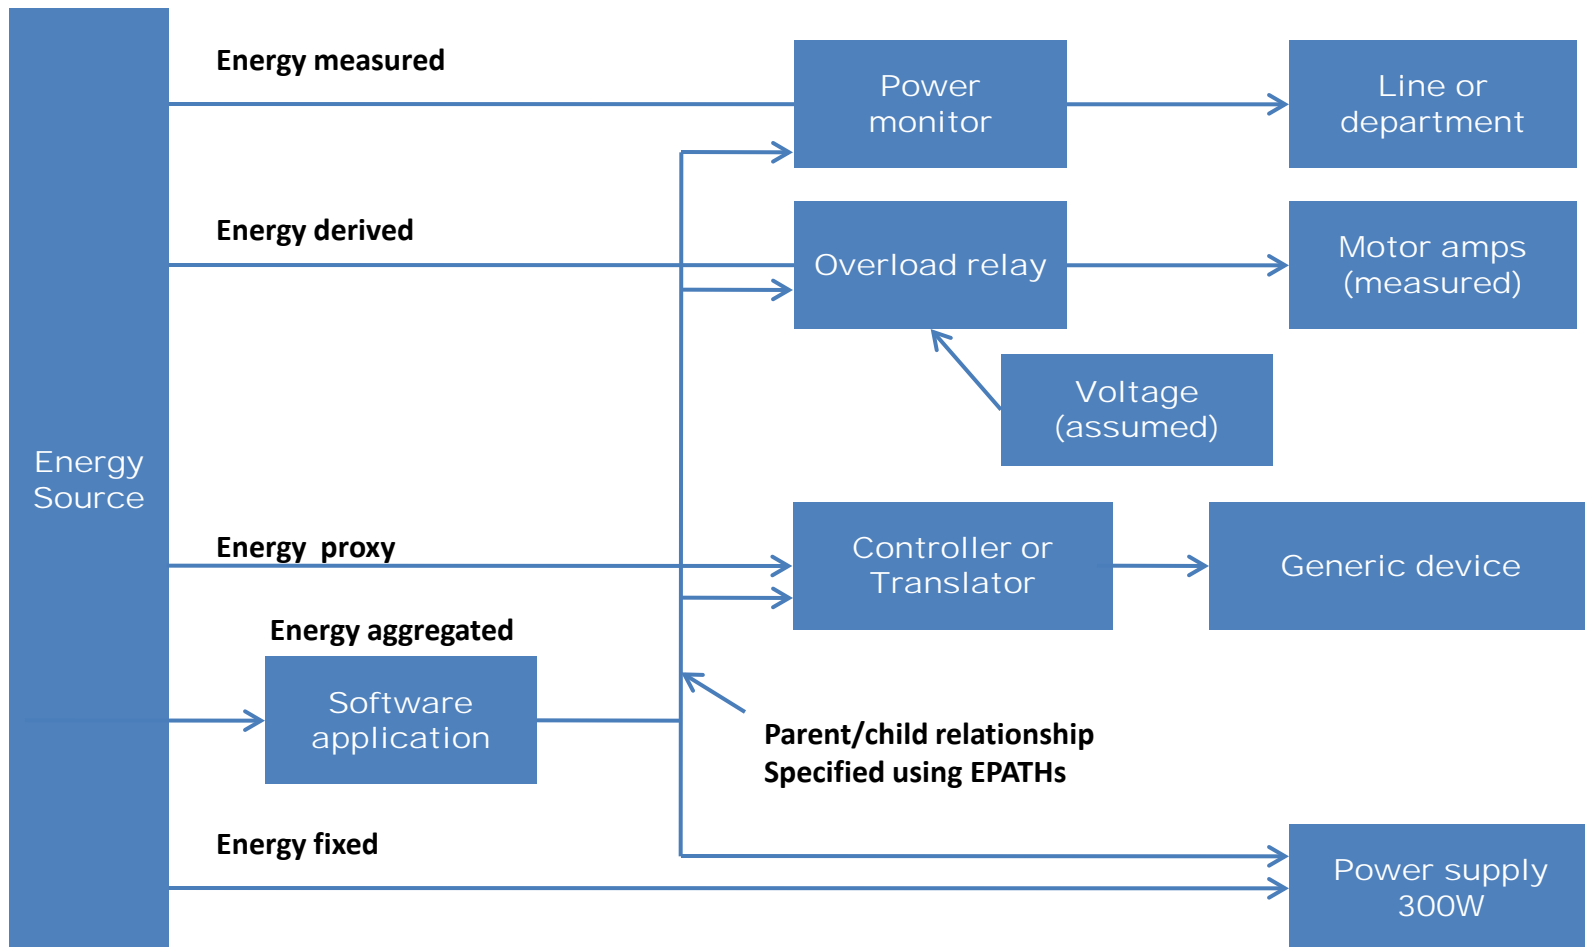 Energy measured
Power
monitor
Line or
department
Energy derived
Overload relay
Motor amps
(measured)
Voltage
(assumed)
Energy
Source
Energy  proxy
Controller or
Translator
Generic device
Energy aggregated
Software
application
Parent/child relationship
Specified using EPATHs
Energy fixed
Power supply
300W